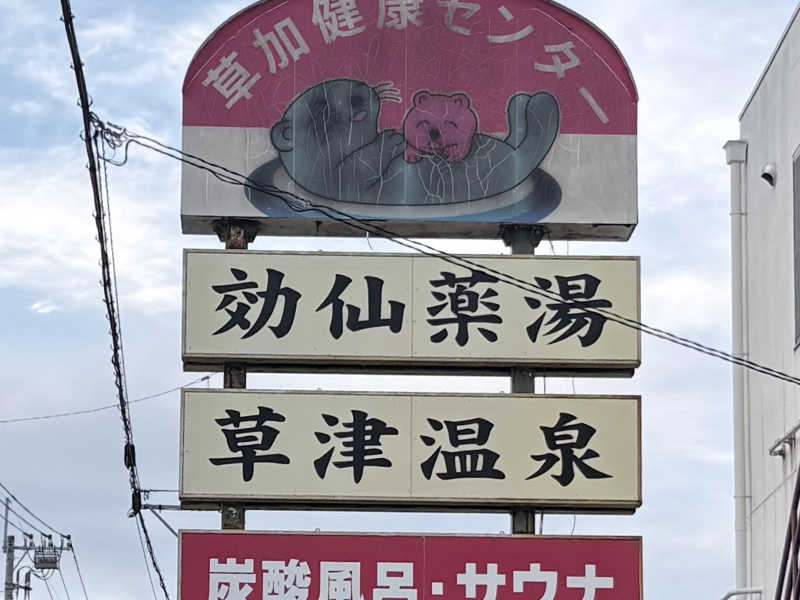 草加健康センター
効仙薬湯
草津温泉
炭酸風呂・サウナ